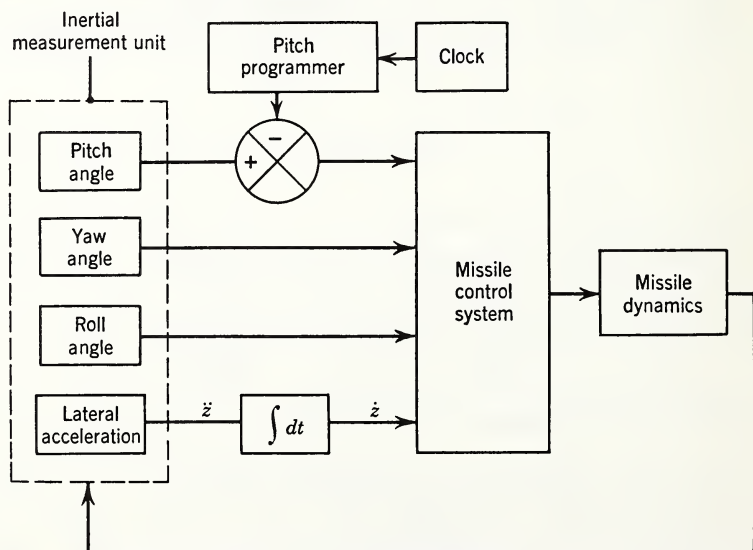 Inertial
measurement unit
Pitch
programmer
Clock
−
+
Pitch
angle
Yaw
angle
Roll
angle
Lateral
acceleration
z̈
∫ dt
ż
Missile
control
system
Missile
dynamics